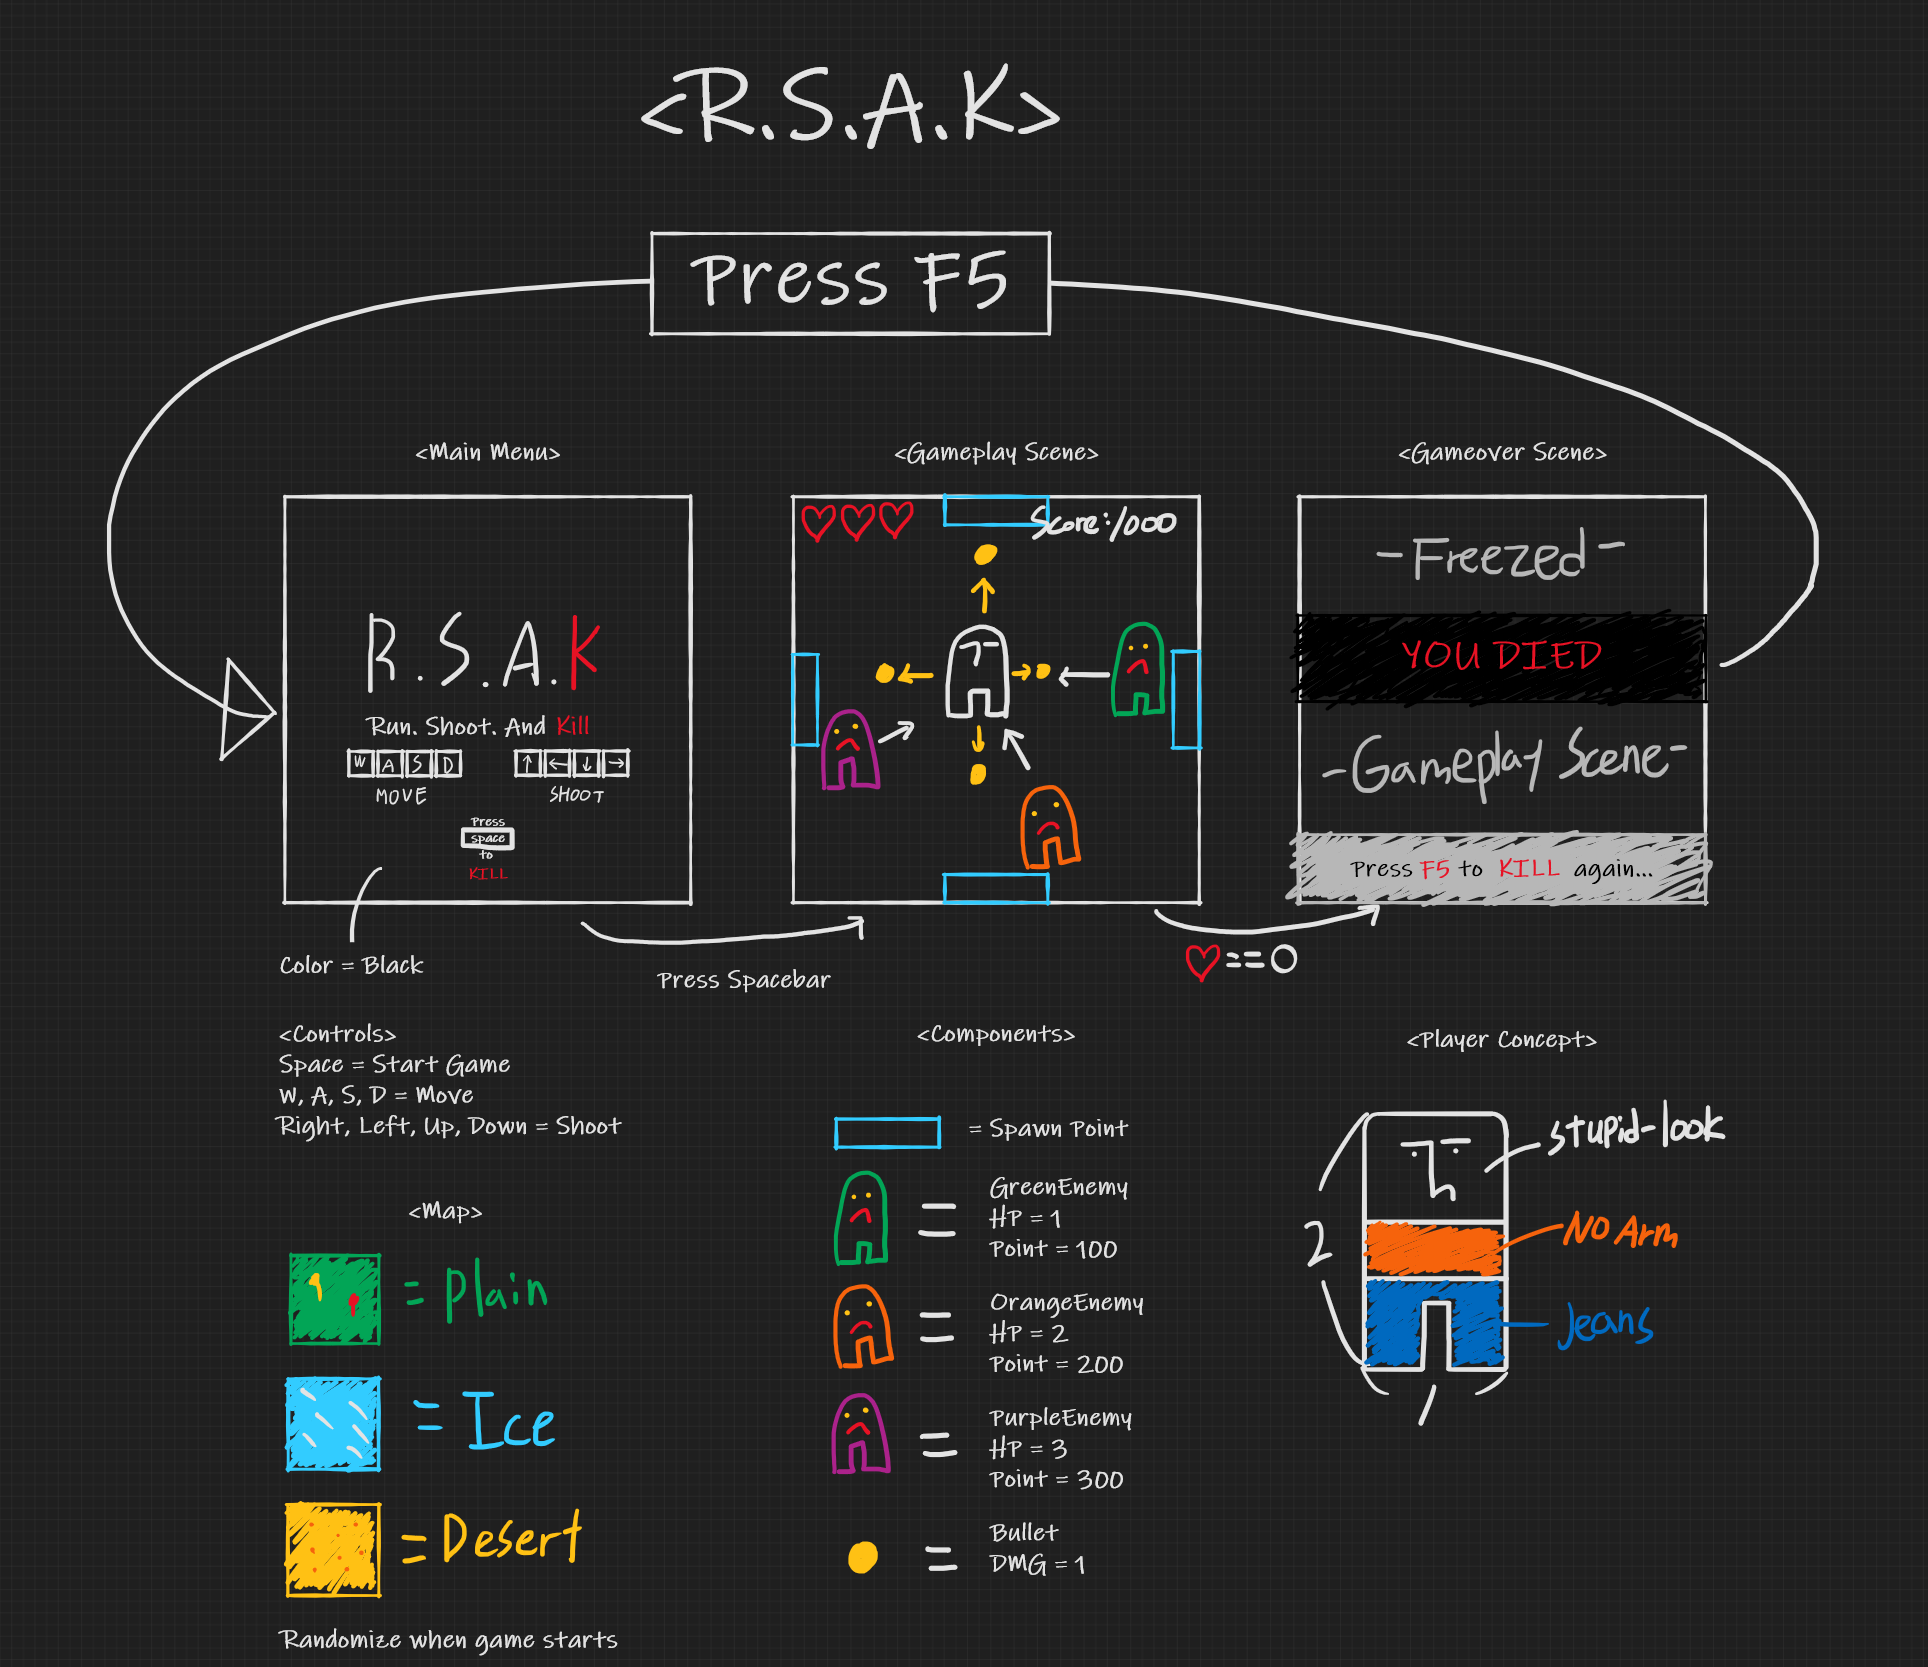 <R.S.A.K>
Press F5
<Main Menu>
R.S.A.K
Run. Shoot. And Kill
W A S D
↑ ← ↓ →
MOVE
SHOOT
Press
space
to
KILL
Color = Black
Press Spacebar
<Gameplay Scene>
Score:1000
♡==0
<Gameover Scene>
-Freezed-
YOU DIED
-Gameplay Scene-
Press F5 to KILL again...
<Controls>
Space = Start Game
W, A, S, D = Move
Right, Left, Up, Down = Shoot
<Map>
= Plain
= Ice
= Desert
Randomize when game starts
<Components>
= Spawn Point
=
GreenEnemy
HP = 1
Point = 100
=
OrangeEnemy
HP = 2
Point = 200
=
PurpleEnemy
HP = 3
Point = 300
=
Bullet
DMG = 1
<Player Concept>
stupid-look
No Arm
Jeans
2
1